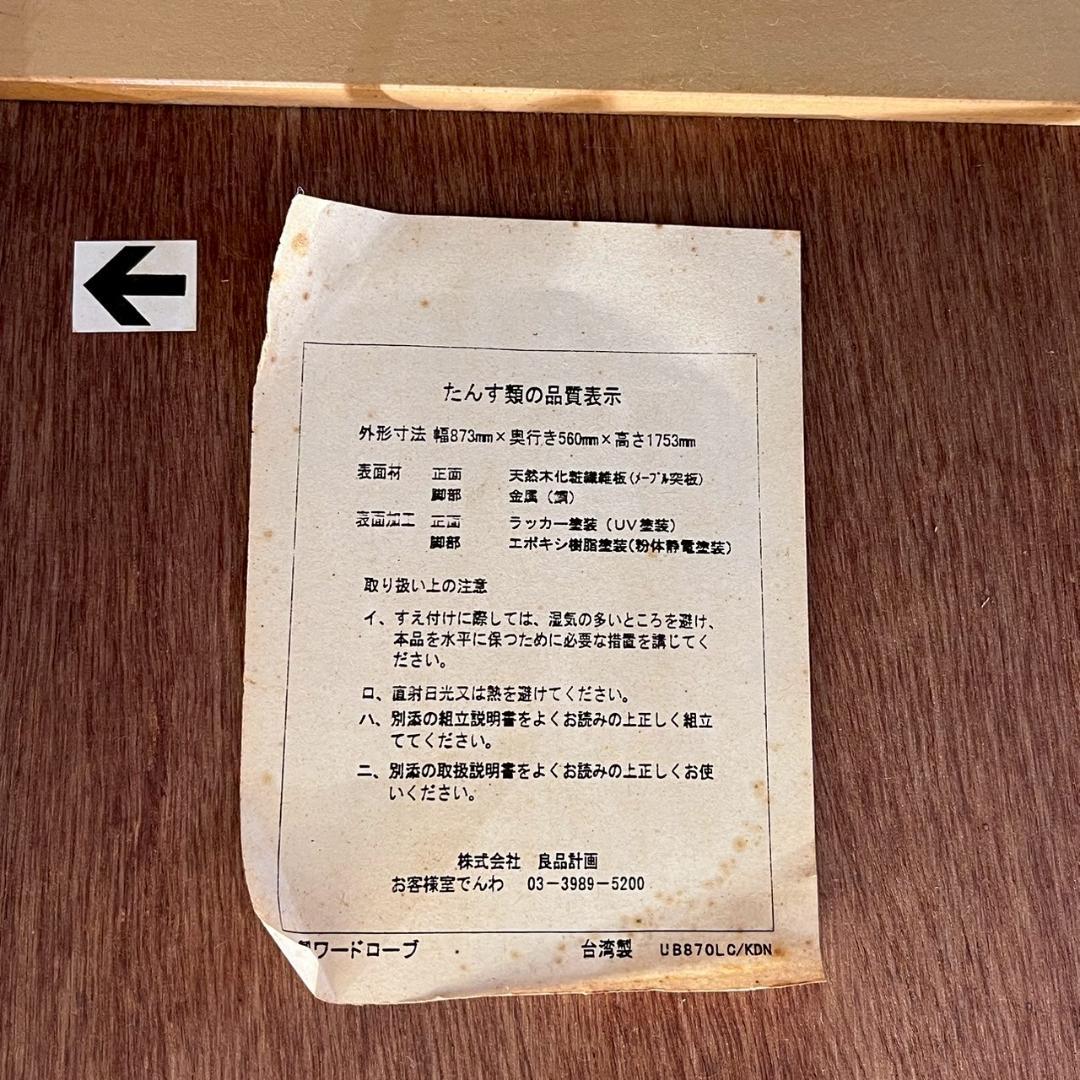 たんす類の品質表示
外形寸法 幅873mm×奥行き560mm×高さ1753mm
表面材 正面 天然木化粧繊維板(メープル突板)
脚部 金属（鋼）
表面加工 正面 ラッカー塗装（UV塗装）
脚部 エポキシ樹脂塗装(粉体静電塗装)
取り扱い上の注意
イ、すえ付けに際しては、湿気の多いところを避け、
本品を水平に保つために必要な措置を講じてく
ださい。
ロ、直射日光又は熱を避けてください。
ハ、別添の組立説明書をよくお読みの上正しく組立
ててください。
ニ、別添の取扱説明書をよくお読みの上正しくお使
いください。
株式会社 良品計画
お客様室でんわ 03－3989－5200
ワードローブ 台湾製 UB870LC/KDN